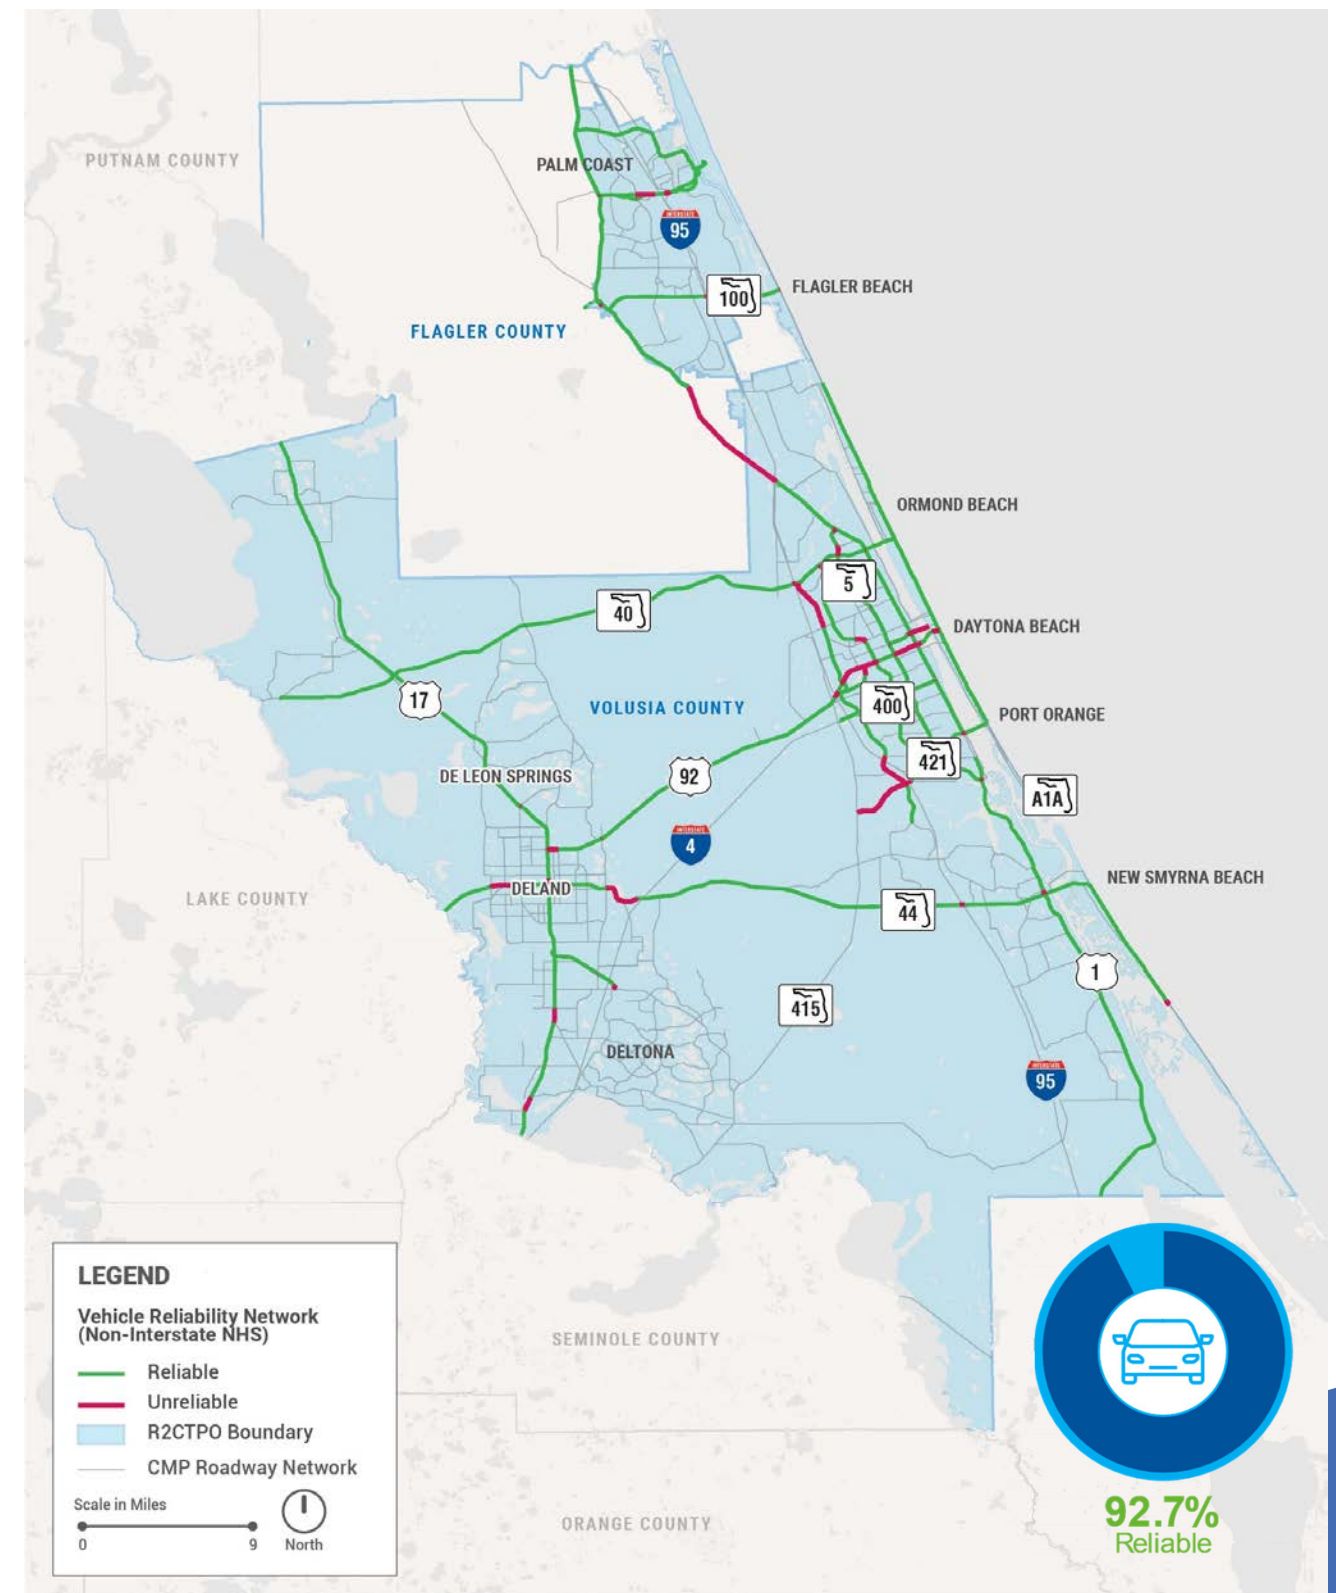 PUTNAM COUNTY
PALM COAST
INTERSTATE
95
100
FLAGLER BEACH
FLAGLER COUNTY
ORMOND BEACH
5
40
DAYTONA BEACH
17
VOLUSIA COUNTY
400
PORT ORANGE
DE LEON SPRINGS
92
421
A1A
INTERSTATE
4
LAKE COUNTY
DELAND
NEW SMYRNA BEACH
44
1
415
DELTONA
INTERSTATE
95
LEGEND
Vehicle Reliability Network
(Non-Interstate NHS)
Reliable
Unreliable
R2CTPO Boundary
CMP Roadway Network
Scale in Miles
0 9 North
SEMINOLE COUNTY
ORANGE COUNTY
92.7%
Reliable